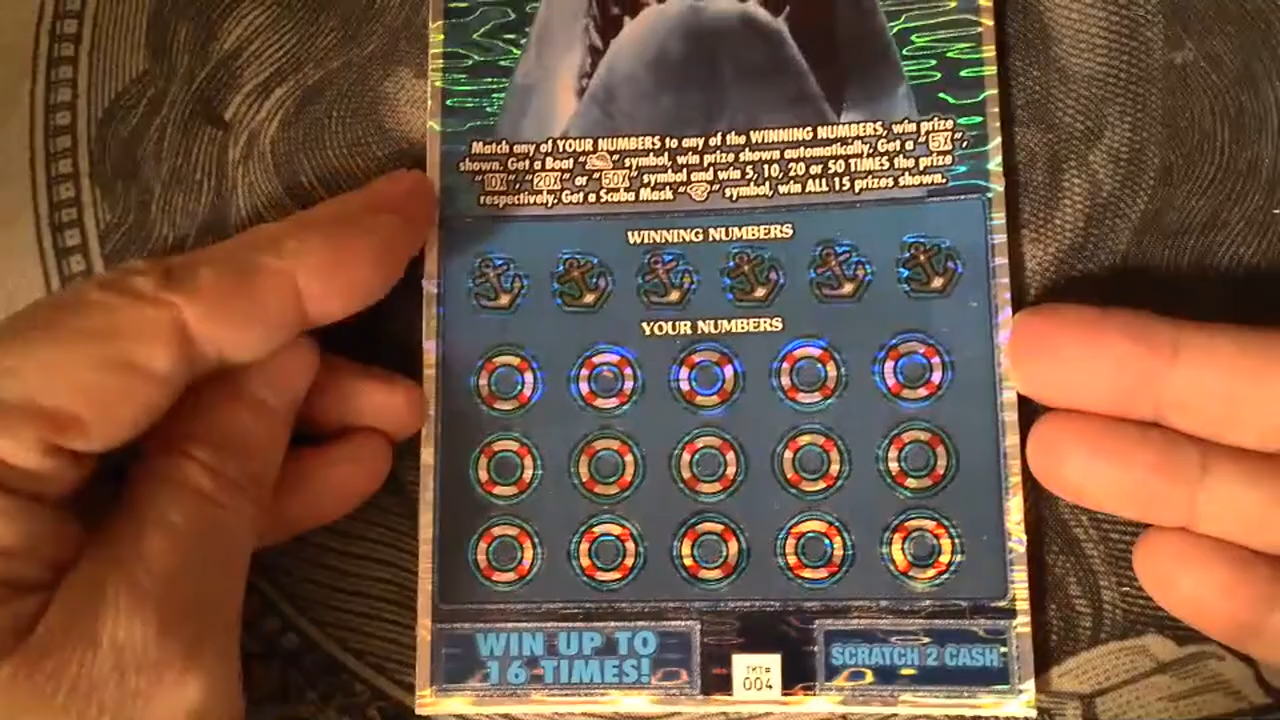 Match any of YOUR NUMBERS to any of the WINNING NUMBERS, win prize
shown. Get a Boat " " symbol, win prize shown automatically. Get a "5X",
"10X", "20X" or "50X" symbol and win 5, 10, 20 or 50 TIMES the prize
respectively. Get a Scuba Mask " " symbol, win ALL 15 prizes shown.
WINNING NUMBERS
YOUR NUMBERS
WIN UP TO
16 TIMES!
TKT#
004
SCRATCH 2 CASH